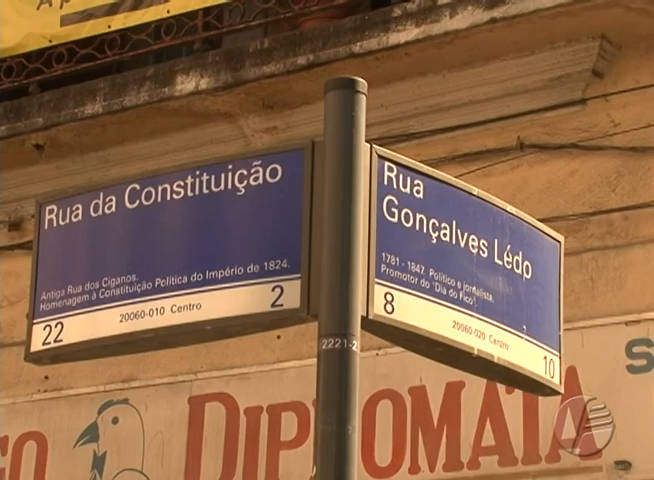 Rua da Constituição
Antiga Rua dos Ciganos.
Homenagem à Constituição Política do Império de 1824.
22
20060-010 Centro
2
Rua
Gonçalves Lédo
1781 - 1847 Político e jornalista.
Promotor do "Dia do Fico".
8
20060-020 Centro
10
2221-2
DIPLOMATA